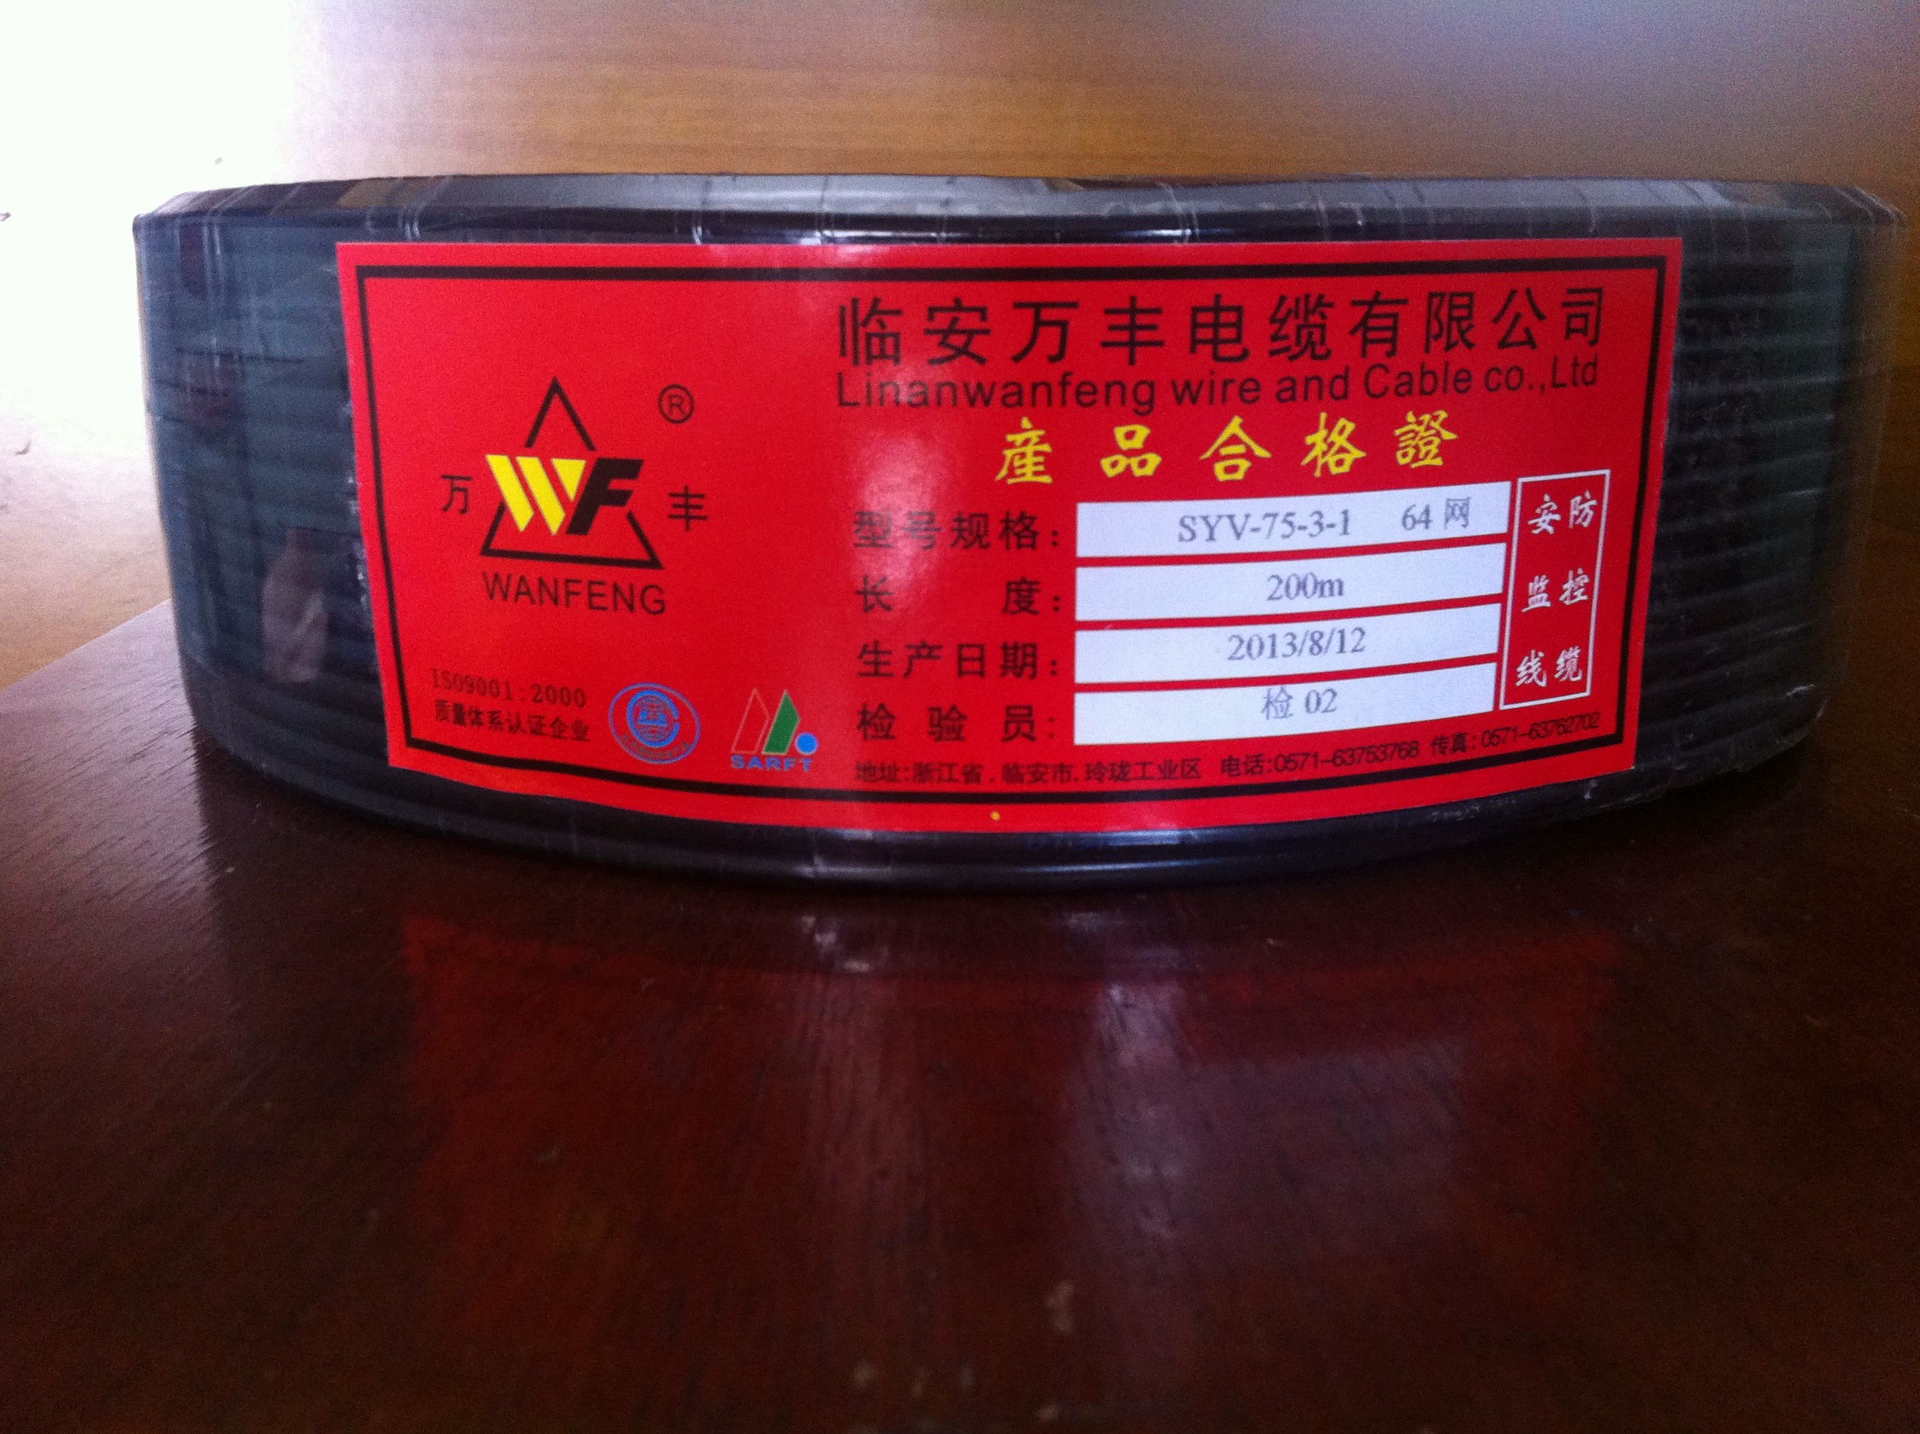 临安万丰电缆有限公司
Linanwanfeng wire and Cable co.,Ltd
産品合格證
®
万 WF 丰
WANFENG
型号规格: SYV-75-3-1 64 网
长度: 200m
生产日期: 2013/8/12
检验员: 检 02
安防
监控
线缆
ISO9001:2000
质量体系认证企业
SARFT
地址:浙江省.临安市.玲珑工业区 电话:0571-63753768 传真:0571-63762702